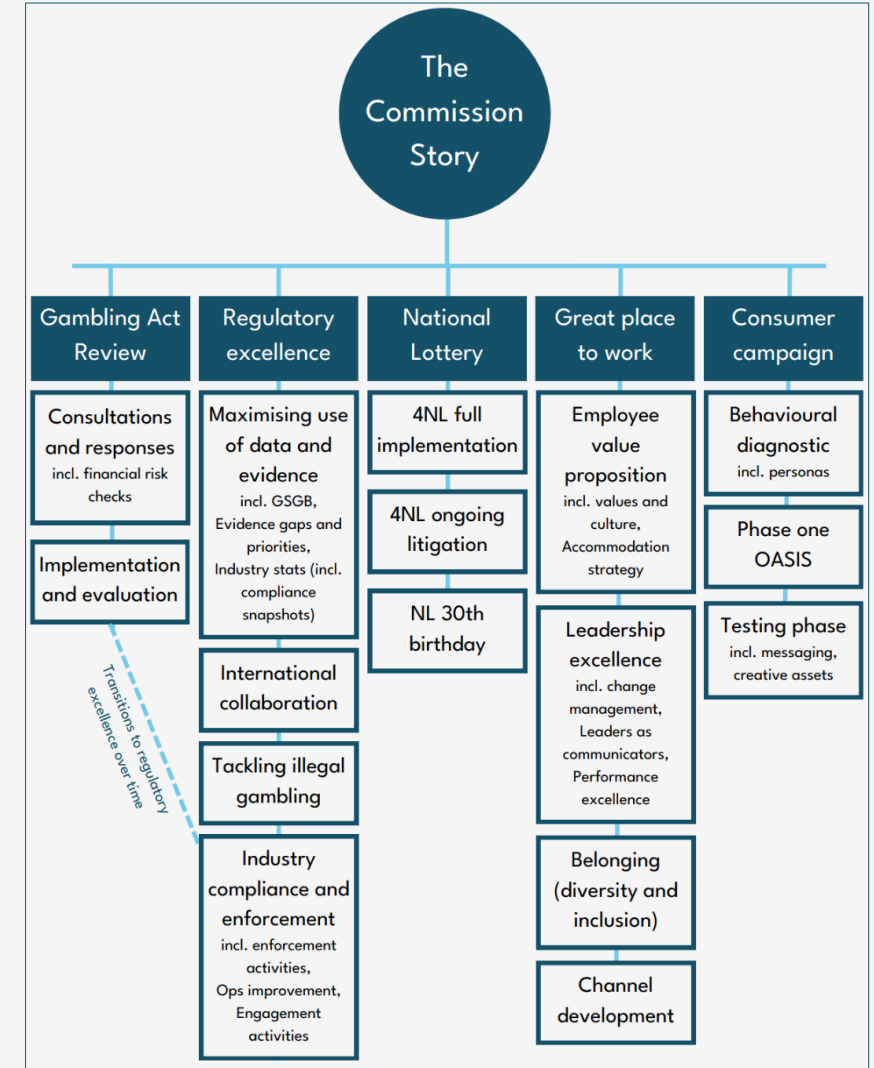 The
Commission
Story
Gambling Act
Review
Consultations
and responses
incl. financial risk
checks
Implementation
and evaluation
Transitions to regulatory
excellence over time
Regulatory
excellence
Maximising use
of data and
evidence
incl. GSGB,
Evidence gaps and
priorities,
Industry stats (incl.
compliance
snapshots)
International
collaboration
Tackling illegal
gambling
Industry
compliance and
enforcement
incl. enforcement
activities,
Ops improvement,
Engagement
activities
National
Lottery
4NL full
implementation
4NL ongoing
litigation
NL 30th
birthday
Great place
to work
Employee
value
proposition
incl. values and
culture,
Accommodation
strategy
Leadership
excellence
incl. change
management,
Leaders as
communicators,
Performance
excellence
Belonging
(diversity and
inclusion)
Channel
development
Consumer
campaign
Behavioural
diagnostic
incl. personas
Phase one
OASIS
Testing phase
incl. messaging,
creative assets